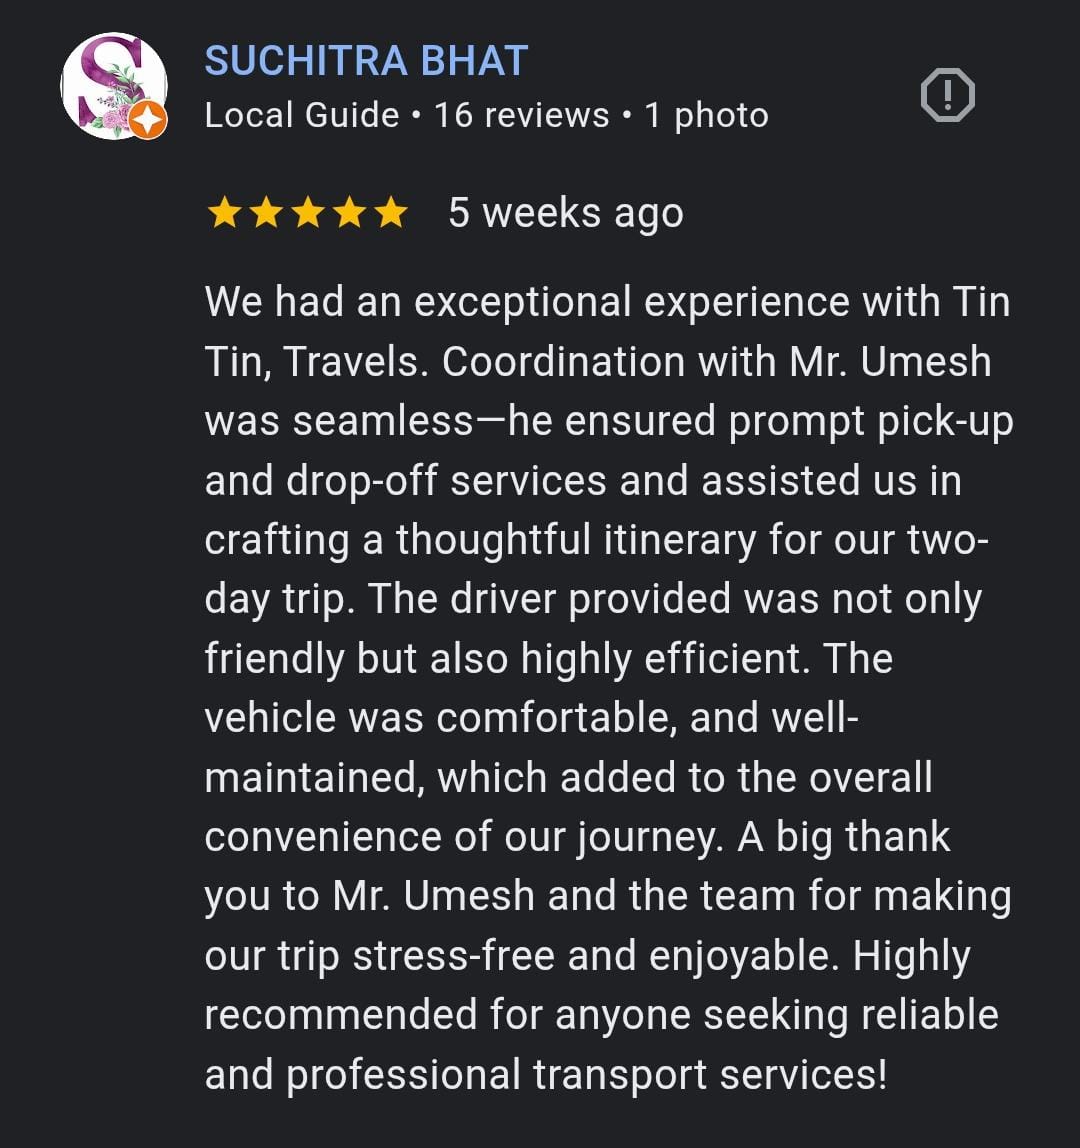 SUCHITRA BHAT
Local Guide • 16 reviews • 1 photo
5 weeks ago
We had an exceptional experience with Tin
Tin, Travels. Coordination with Mr. Umesh
was seamless—he ensured prompt pick-up
and drop-off services and assisted us in
crafting a thoughtful itinerary for our two-
day trip. The driver provided was not only
friendly but also highly efficient. The
vehicle was comfortable, and well-
maintained, which added to the overall
convenience of our journey. A big thank
you to Mr. Umesh and the team for making
our trip stress-free and enjoyable. Highly
recommended for anyone seeking reliable
and professional transport services!